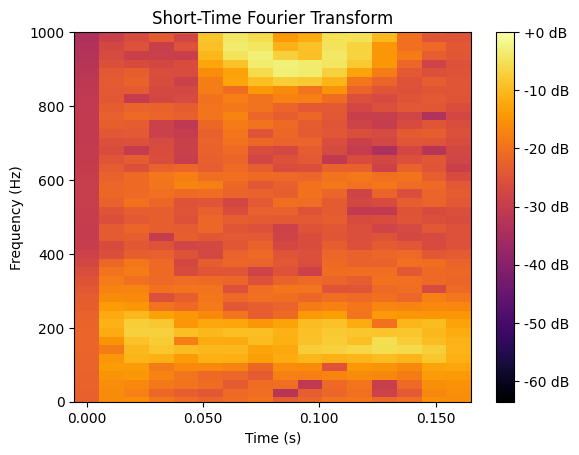 Short-Time Fourier Transform
1000
800
600
400
200
0
Frequency (Hz)
0.000
0.050
0.100
0.150
Time (s)
+0 dB
-10 dB
-20 dB
-30 dB
-40 dB
-50 dB
-60 dB